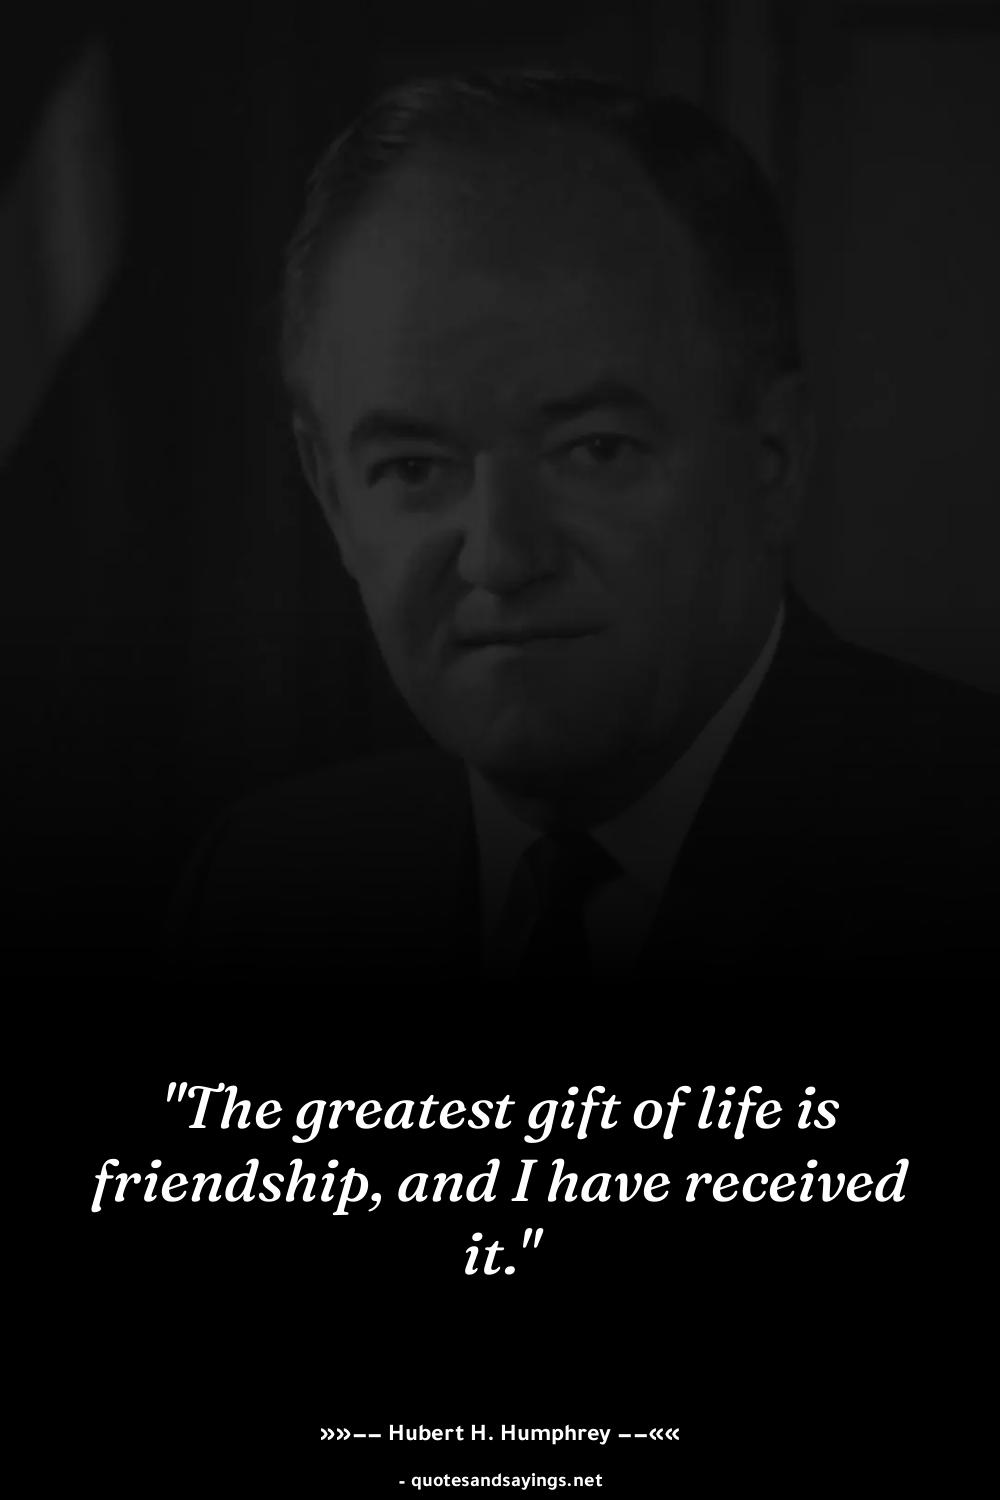 "The greatest gift of life is
friendship, and I have received
it."
»»–– Hubert H. Humphrey ––««
- quotesandsayings.net